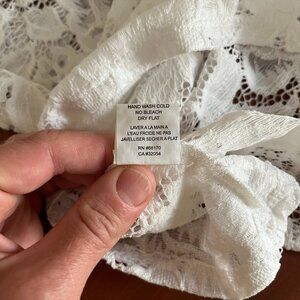 HAND WASH COLD
NO BLEACH
DRY FLAT
LAVER A LA MAIN A
L'EAU FROIDE NE PAS
JAVELLISER SECHER A PLAT
RN #66170
CA #32054